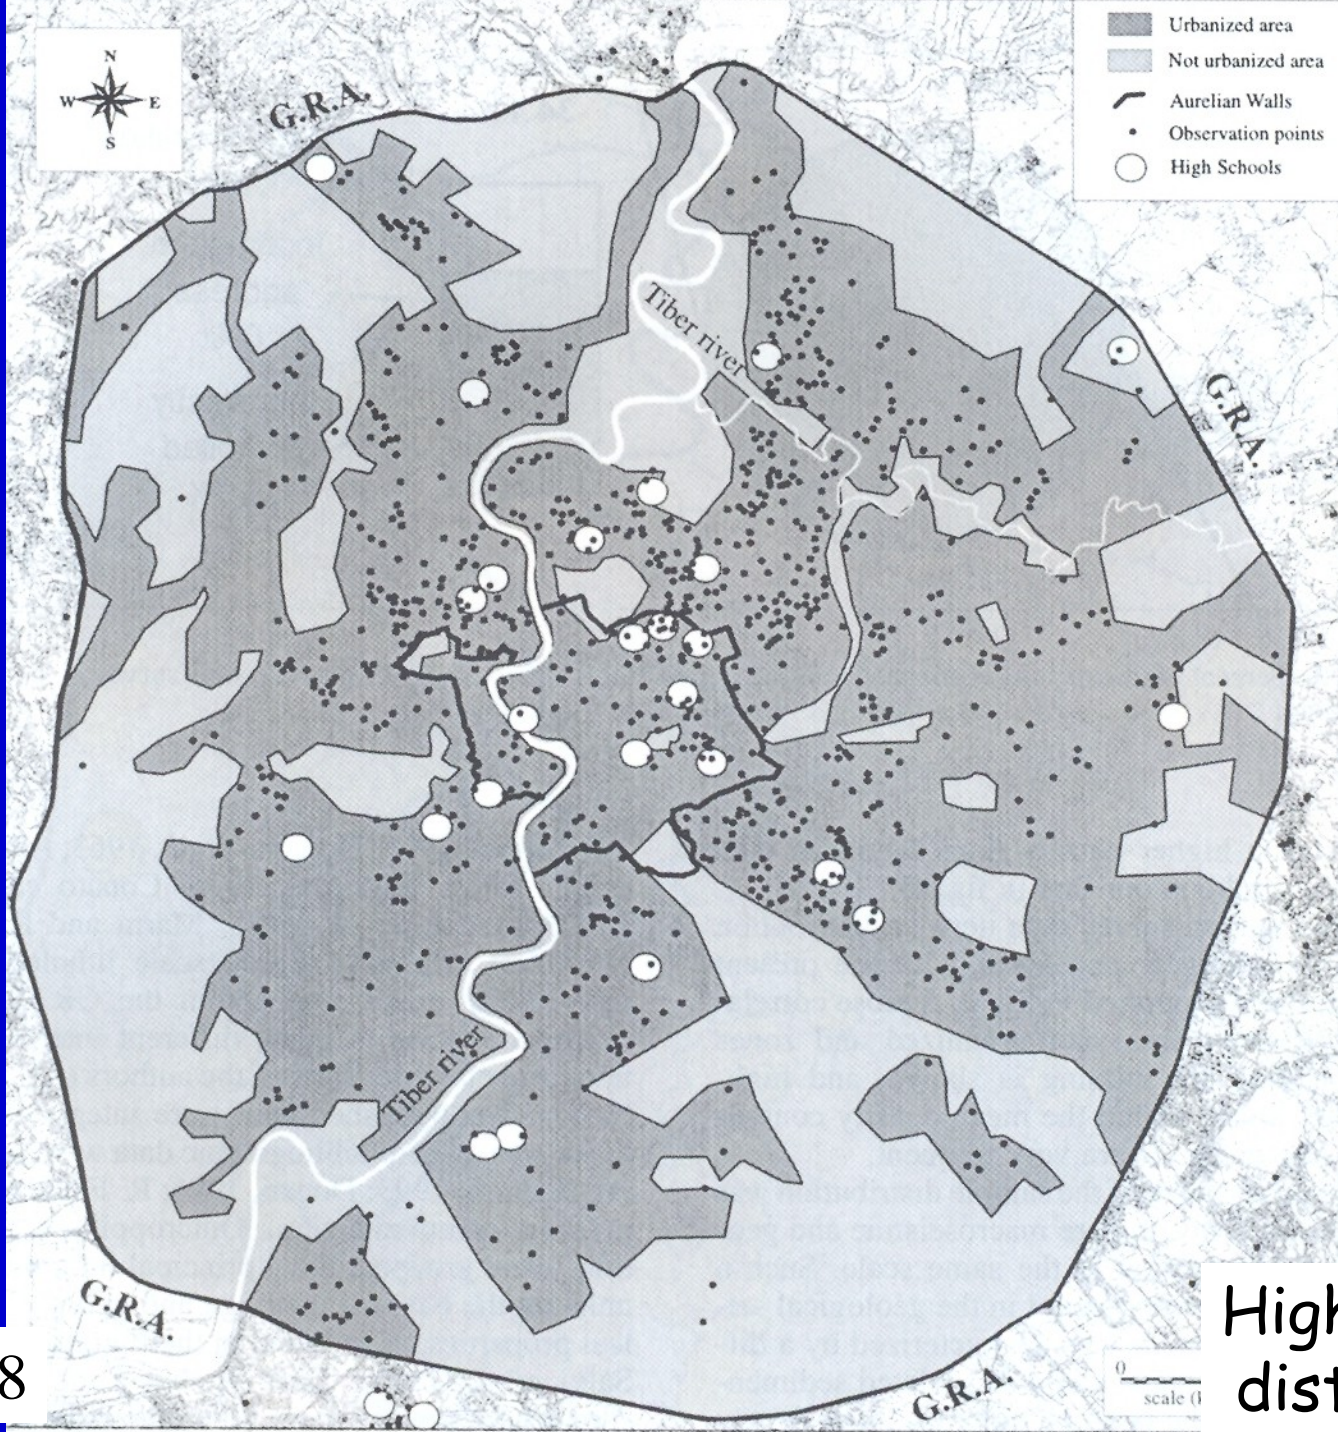 N
W E
S
Urbanized area
Not urbanized area
Aurelian Walls
Observation points
High Schools
G.R.A.
Tiber river
G.R.A.
Tiber river
G.R.A.
G.R.A.
0
scale
8
High
dist